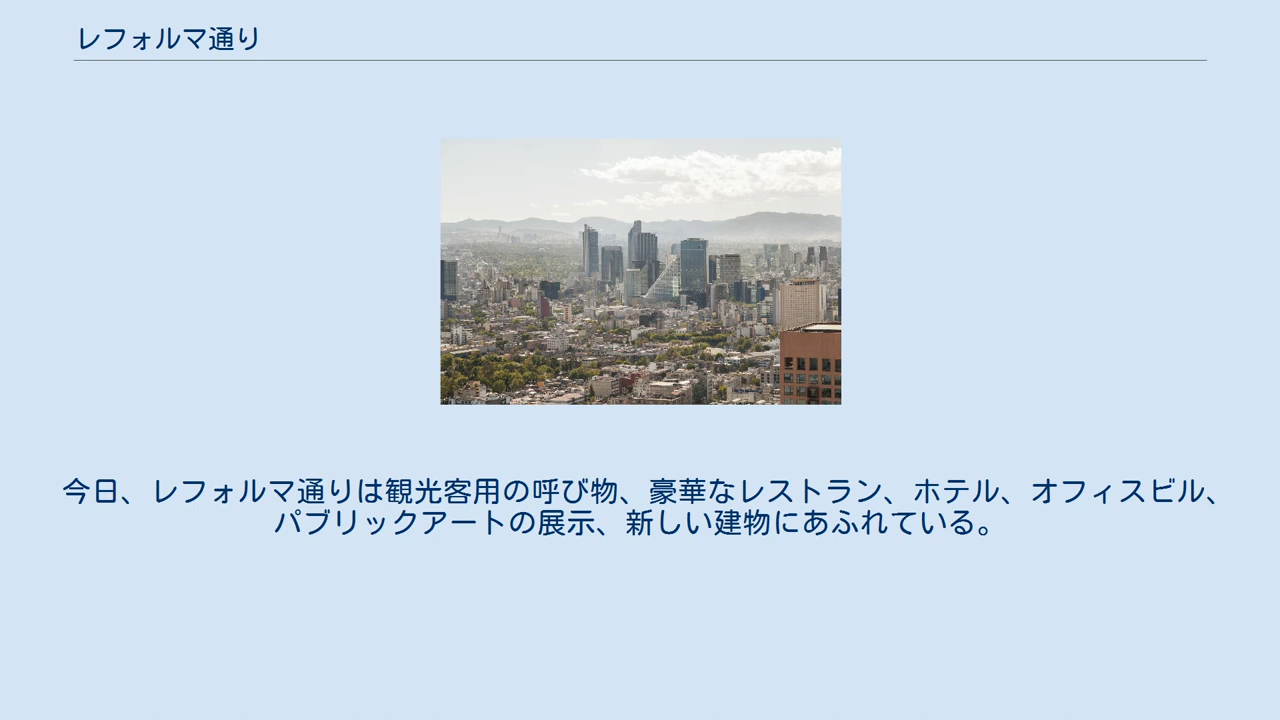 レフォルマ通り
今日、レフォルマ通りは観光客用の呼び物、豪華なレストラン、ホテル、オフィスビル、
パブリックアートの展示、新しい建物にあふれている。